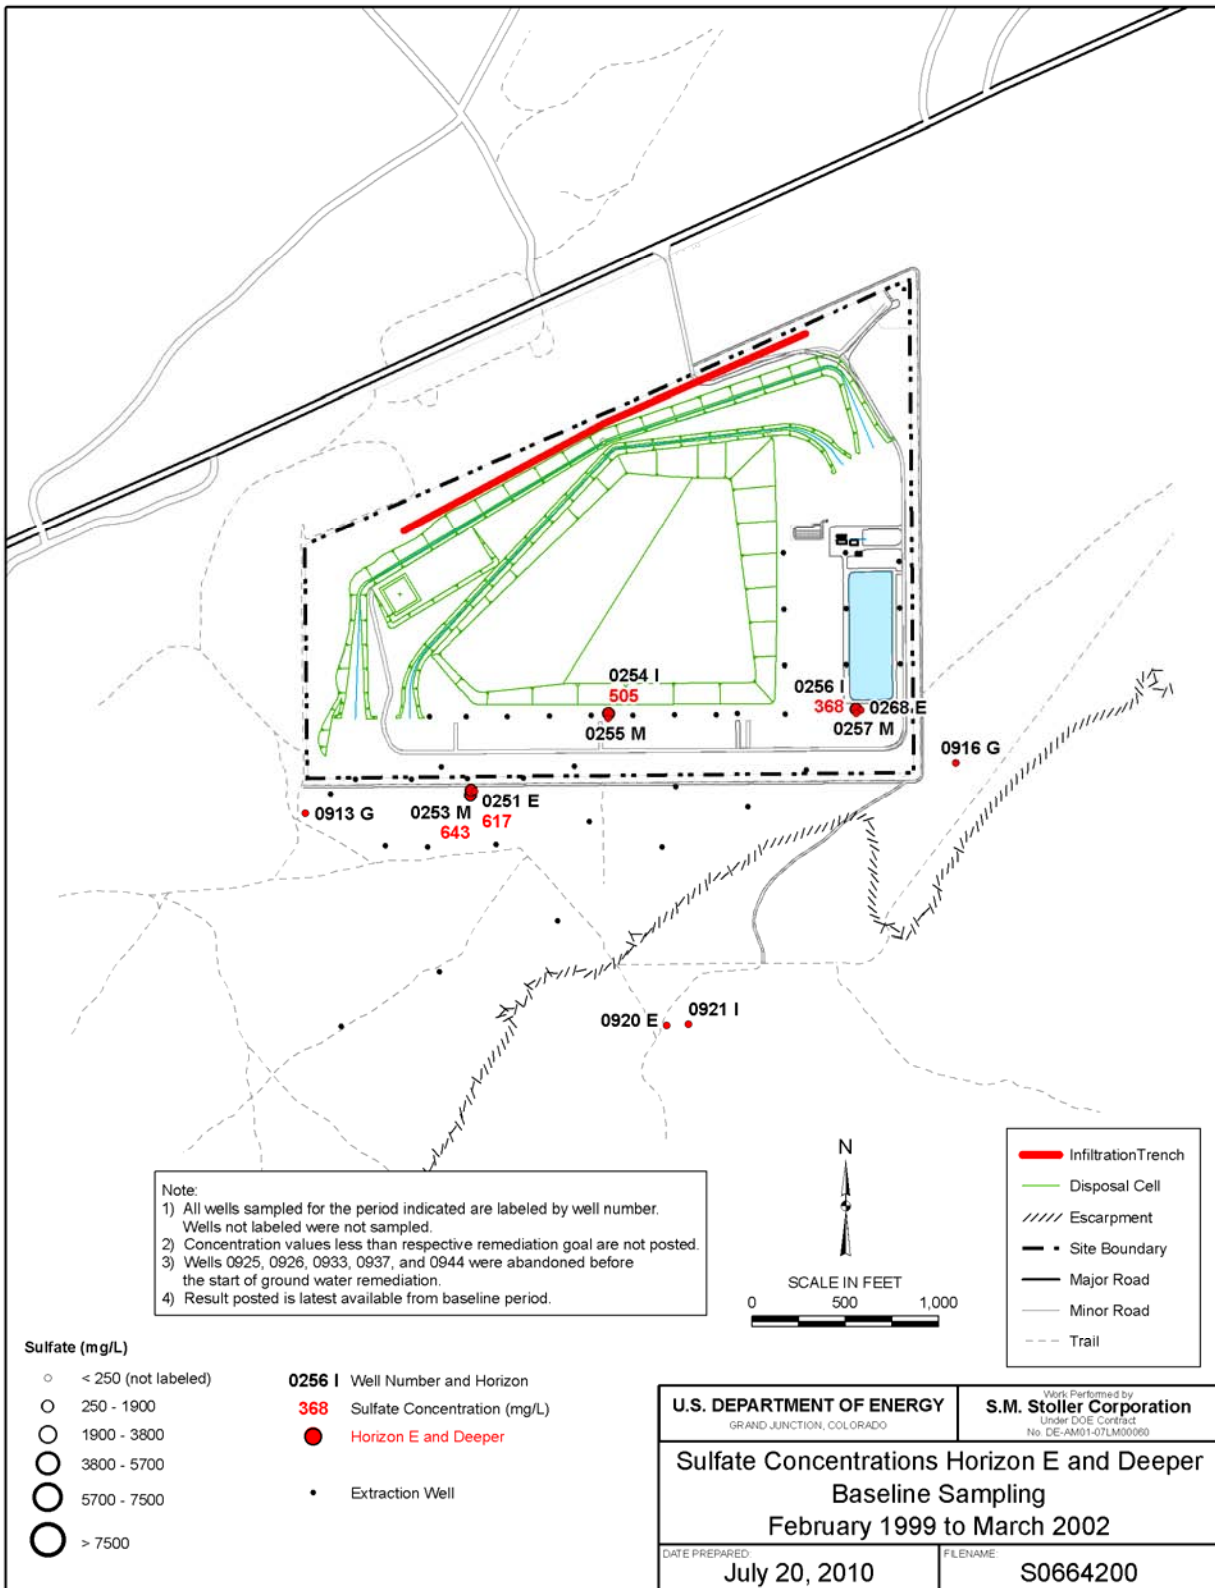 0254 I
505
0255 M
0256 I
368
0268 E
0257 M
0916 G
0913 G
0253 M
0251 E
643
617
0920 E
0921 I
N
SCALE IN FEET
0 500 1,000
Infiltration Trench
Disposal Cell
Escarpment
Site Boundary
Major Road
Minor Road
Trail
Note:
1) All wells sampled for the period indicated are labeled by well number.
Wells not labeled were not sampled.
2) Concentration values less than respective remediation goal are not posted.
3) Wells 0925, 0926, 0933, 0937, and 0944 were abandoned before
the start of ground water remediation.
4) Result posted is latest available from baseline period.
Sulfate (mg/L)
< 250 (not labeled)
250 - 1900
1900 - 3800
3800 - 5700
5700 - 7500
> 7500
0256 I Well Number and Horizon
368 Sulfate Concentration (mg/L)
Horizon E and Deeper
Extraction Well
U.S. DEPARTMENT OF ENERGY
GRAND JUNCTION, COLORADO
Work Performed by
S.M. Stoller Corporation
Under DOE Contract
No. DE-AM01-07LM00060
Sulfate Concentrations Horizon E and Deeper
Baseline Sampling
February 1999 to March 2002
DATE PREPARED:
July 20, 2010
FILENAME:
S0664200